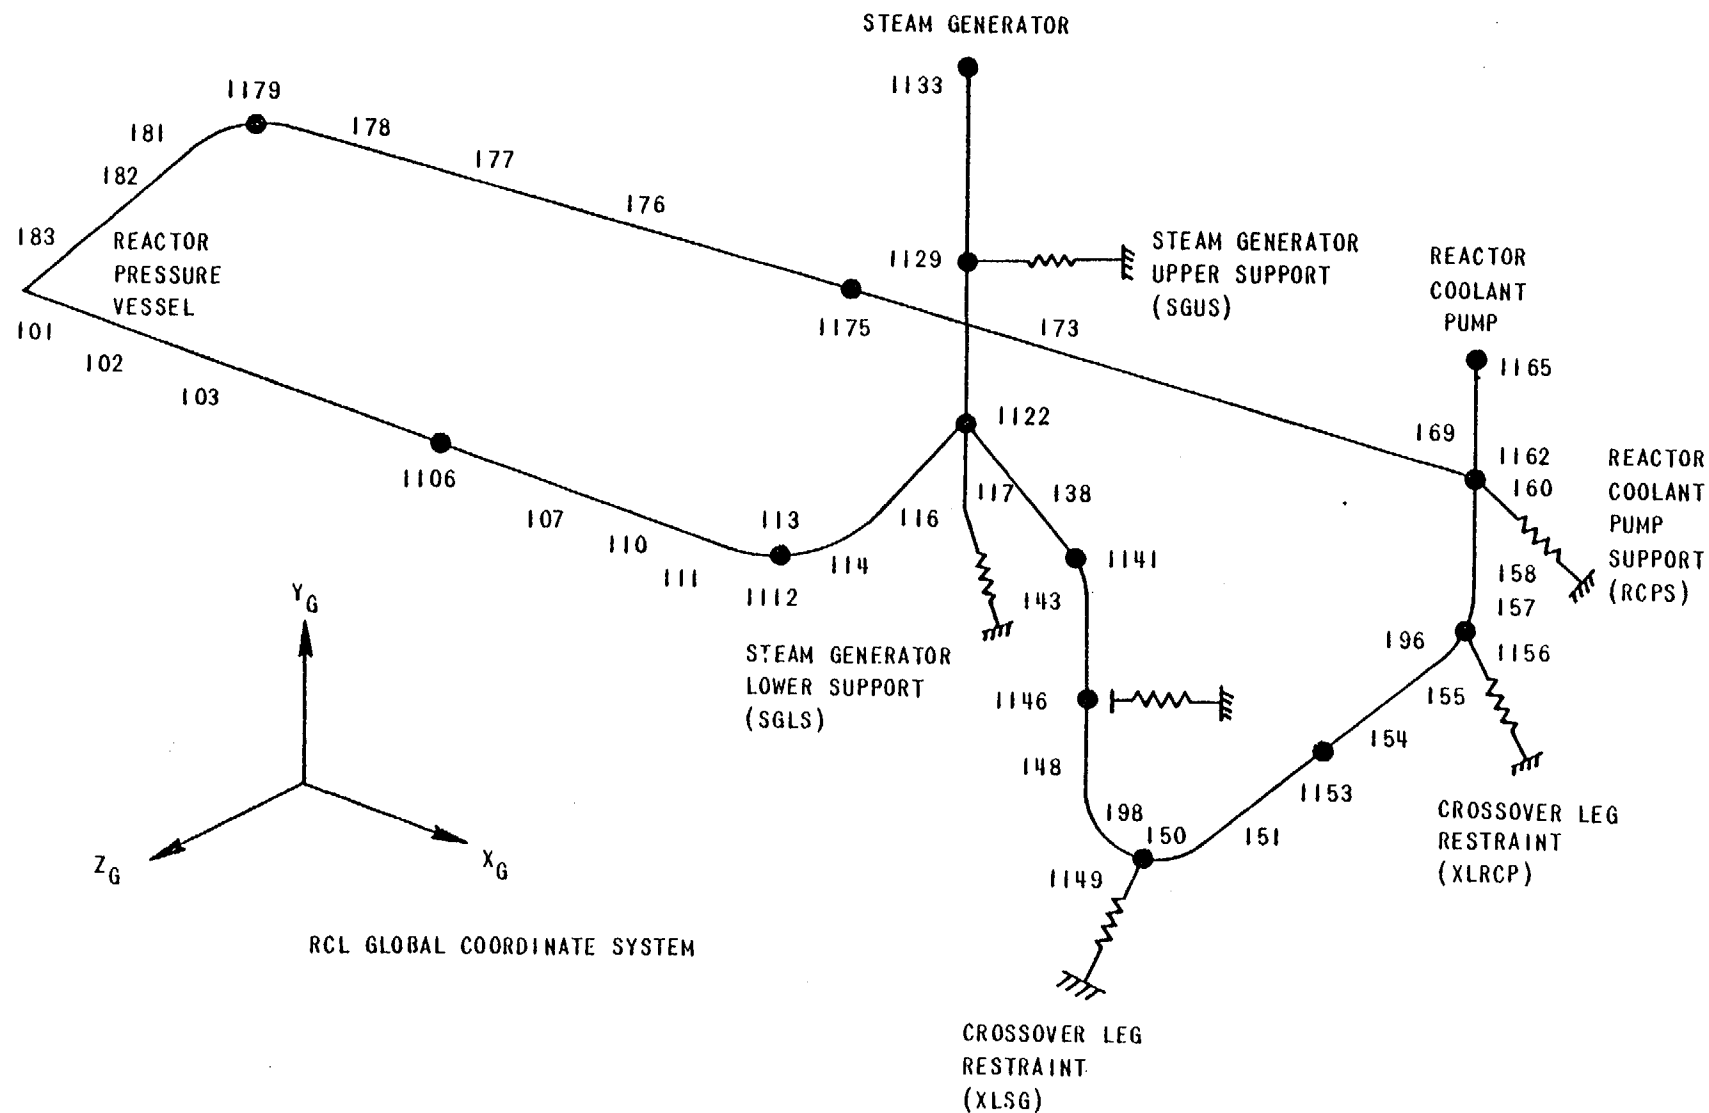 STEAM GENERATOR
1133
1179
181
178
177
182
176
183
REACTOR
PRESSURE
VESSEL
1129
STEAM GENERATOR
UPPER SUPPORT
(SGUS)
REACTOR
COOLANT
PUMP
101
102
103
1175
173
1165
1122
169
1162
160
REACTOR
COOLANT
PUMP
SUPPORT
(RCPS)
1106
107
110
111
113
1112
114
116
117
138
1141
143
158
157
196
1156
155
154
1153
YG
ZG
XG
STEAM GENERATOR
LOWER SUPPORT
(SGLS)
1146
148
198
150
151
1149
CROSSOVER LEG
RESTRAINT
(XLRCP)
RCL GLOBAL COORDINATE SYSTEM
CROSSOVER LEG
RESTRAINT
(XLSG)